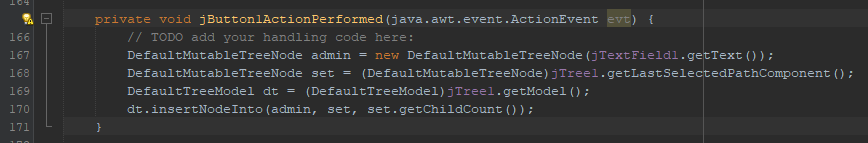 164
private void jButton1ActionPerformed(java.awt.event.ActionEvent evt) {
166 // TODO add your handling code here:
167 DefaultMutableTreeNode admin = new DefaultMutableTreeNode(jTextField1.getText());
168 DefaultMutableTreeNode set = (DefaultMutableTreeNode)jTree1.getLastSelectedPathComponent();
169 DefaultTreeModel dt = (DefaultTreeModel)jTree1.getModel();
170 dt.insertNodeInto(admin, set, set.getChildCount());
171 }